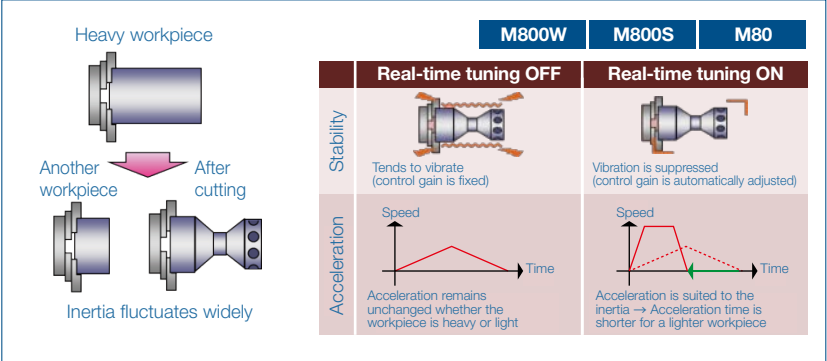 Heavy workpiece
Another
workpiece
After
cutting
Inertia fluctuates widely
M800W
M800S
M80
Real-time tuning OFF
Real-time tuning ON
Stability
Tends to vibrate
(control gain is fixed)
Vibration is suppressed
(control gain is automatically adjusted)
Acceleration
Speed
Time
Acceleration remains
unchanged whether the
workpiece is heavy or light
Speed
Time
Acceleration is suited to the
inertia → Acceleration time is
shorter for a lighter workpiece